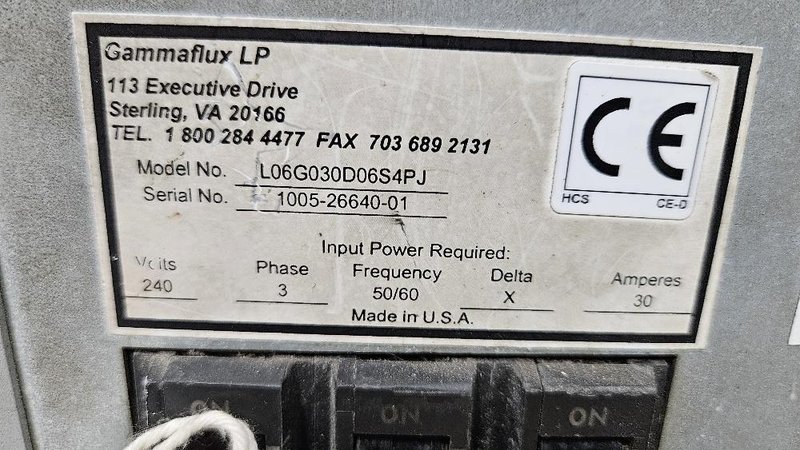 Gammaflux LP
113 Executive Drive
Sterling, VA 20166
TEL. 1 800 284 4477 FAX 703 689 2131
CE
HCS CE-D
Model No. L06G030D06S4PJ
Serial No. 1005-26640-01
Input Power Required:
Volts Phase Frequency Delta Amperes
240 3 50/60 X 30
Made in U.S.A.
ON ON ON